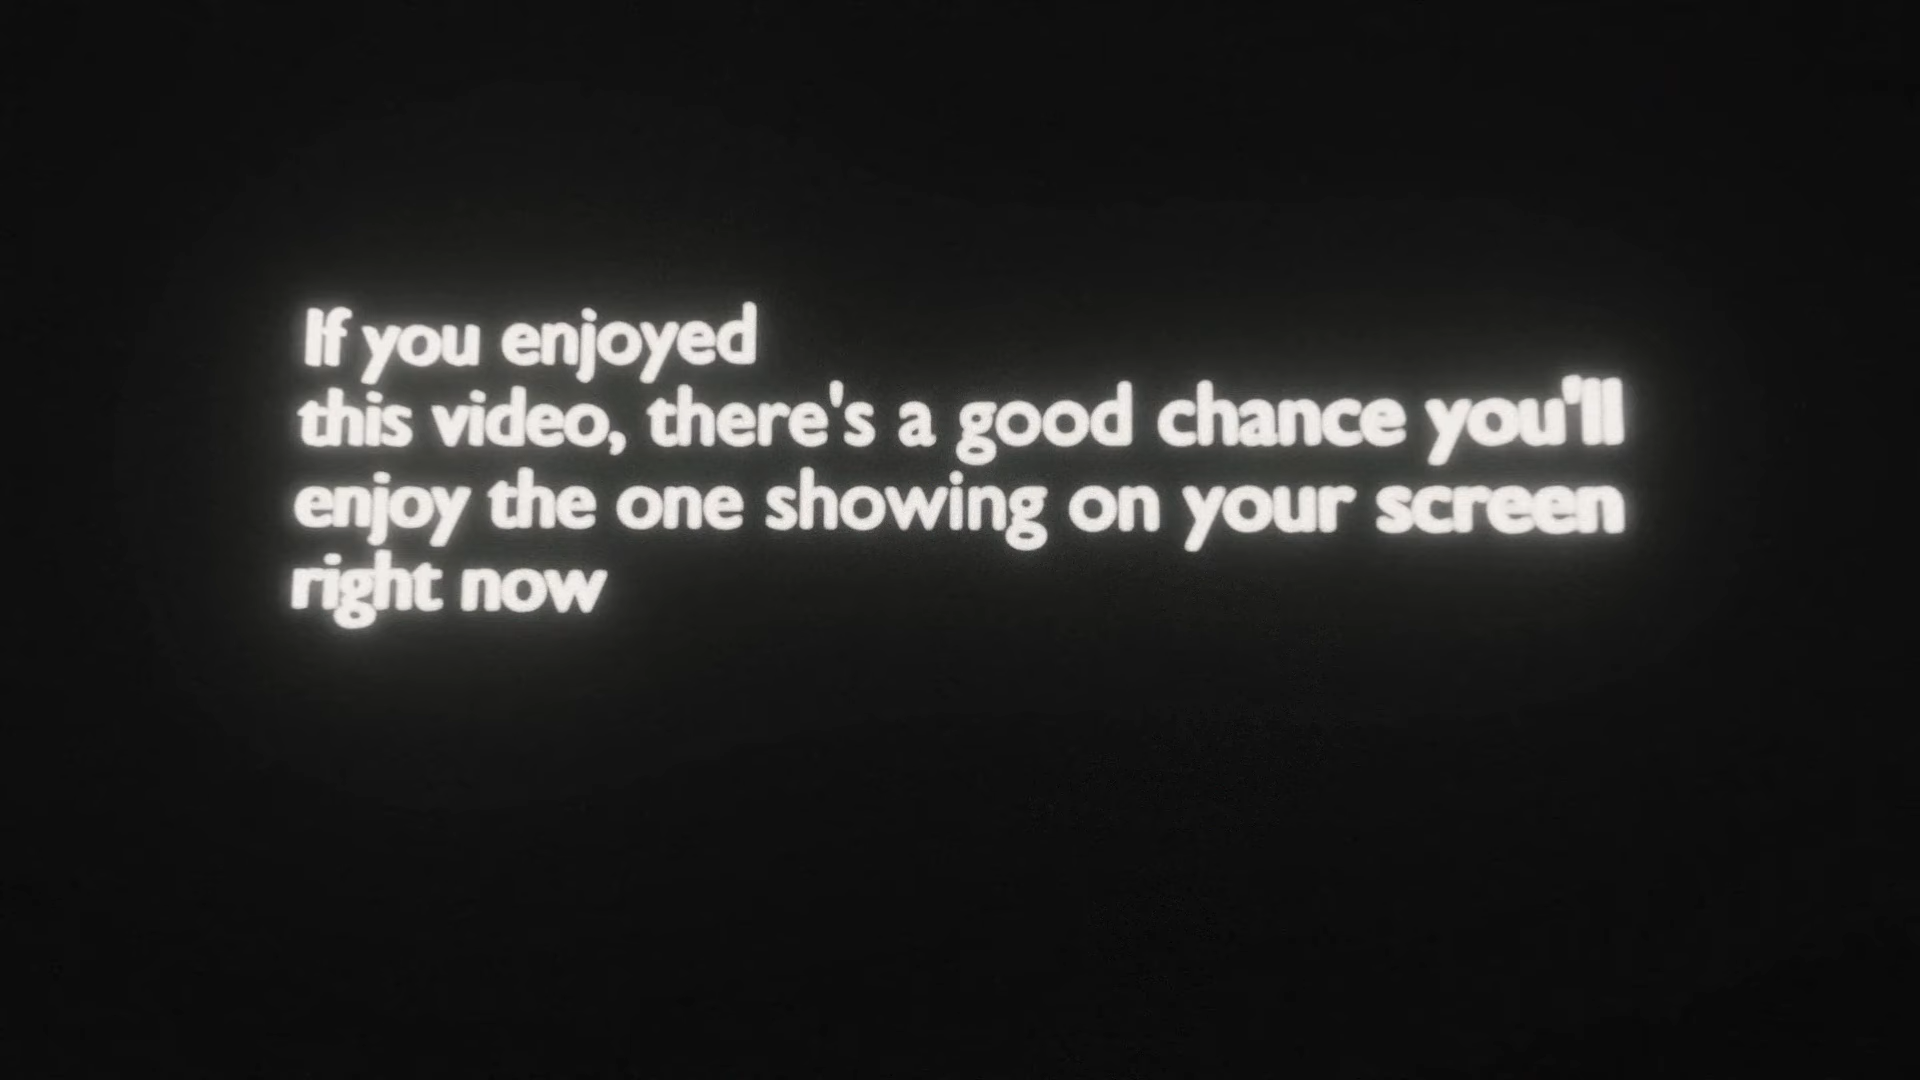 If you enjoyed
this video, there's a good chance you'll
enjoy the one showing on your screen
right now